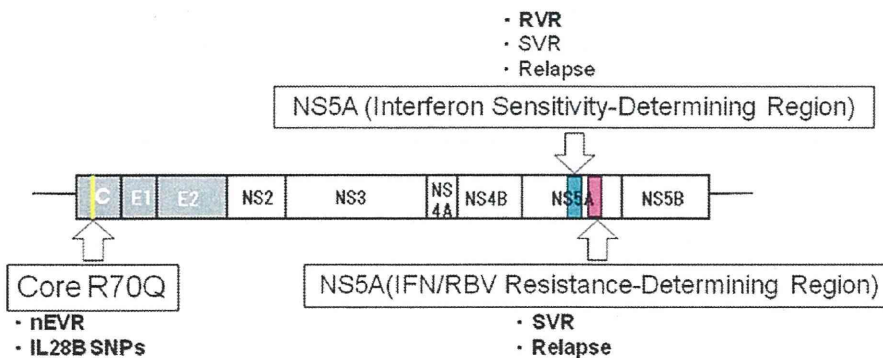 ・ RVR
・ SVR
・ Relapse
NS5A (Interferon Sensitivity-Determining Region)
C E1 E2 NS2 NS3 NS 4A NS4B NS5A NS5B
Core R70Q
NS5A(IFN/RBV Resistance-Determining Region)
・ nEVR
・ IL28B SNPs
・ SVR
・ Relapse